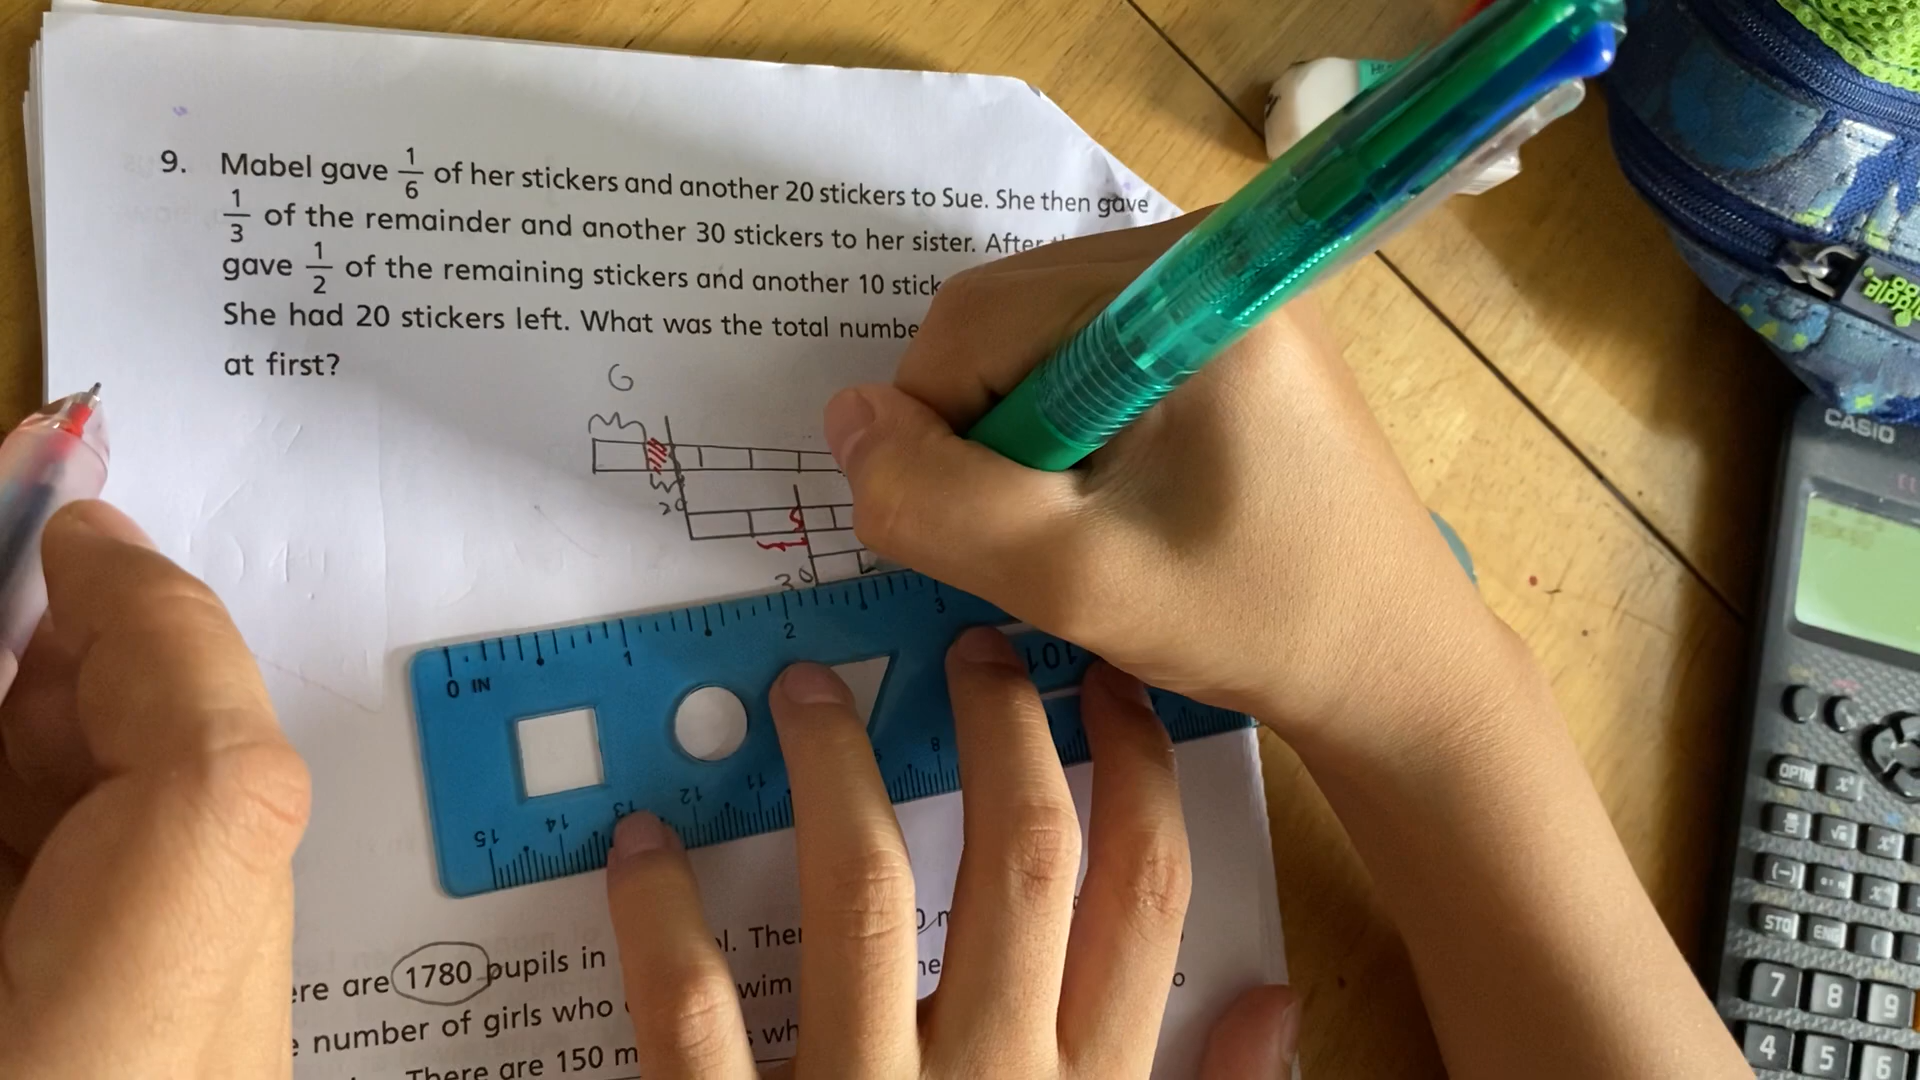 9. Mabel gave 1/6 of her stickers and another 20 stickers to Sue. She then gave
1/3 of the remainder and another 30 stickers to her sister. After
gave 1/2 of the remaining stickers and another 10 stick
She had 20 stickers left. What was the total numbe
at first?
G
20
30
0 IN 1 2 3
101
15 14 13 12 11 8
ere are 1780 pupils in l. Ther
number of girls who wim he
There are 150 m wh
CASIO
OPTN
STO ENG (
(-)
7 8 9
4 5 6